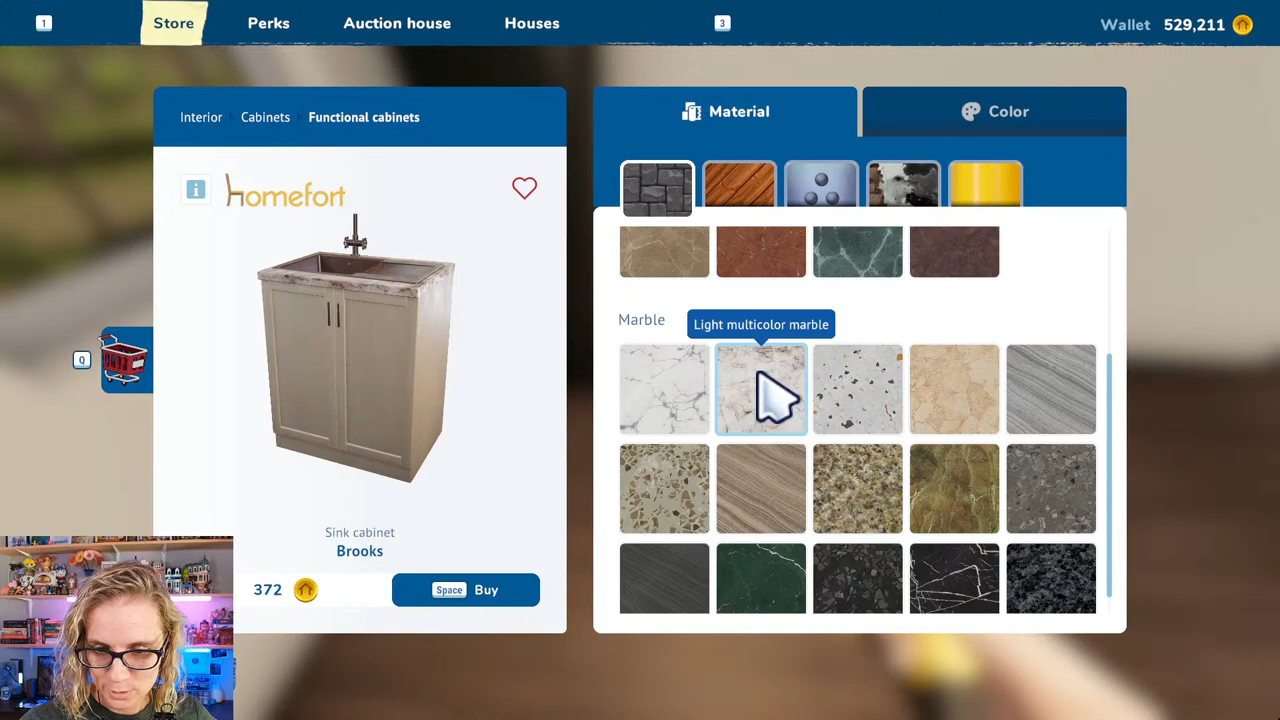 1 Store Perks Auction house Houses 3 Wallet 529,211
Interior Cabinets Functional cabinets
Material
Color
i homefort
Marble
Light multicolor marble
Q
Sink cabinet
Brooks
372 Space Buy